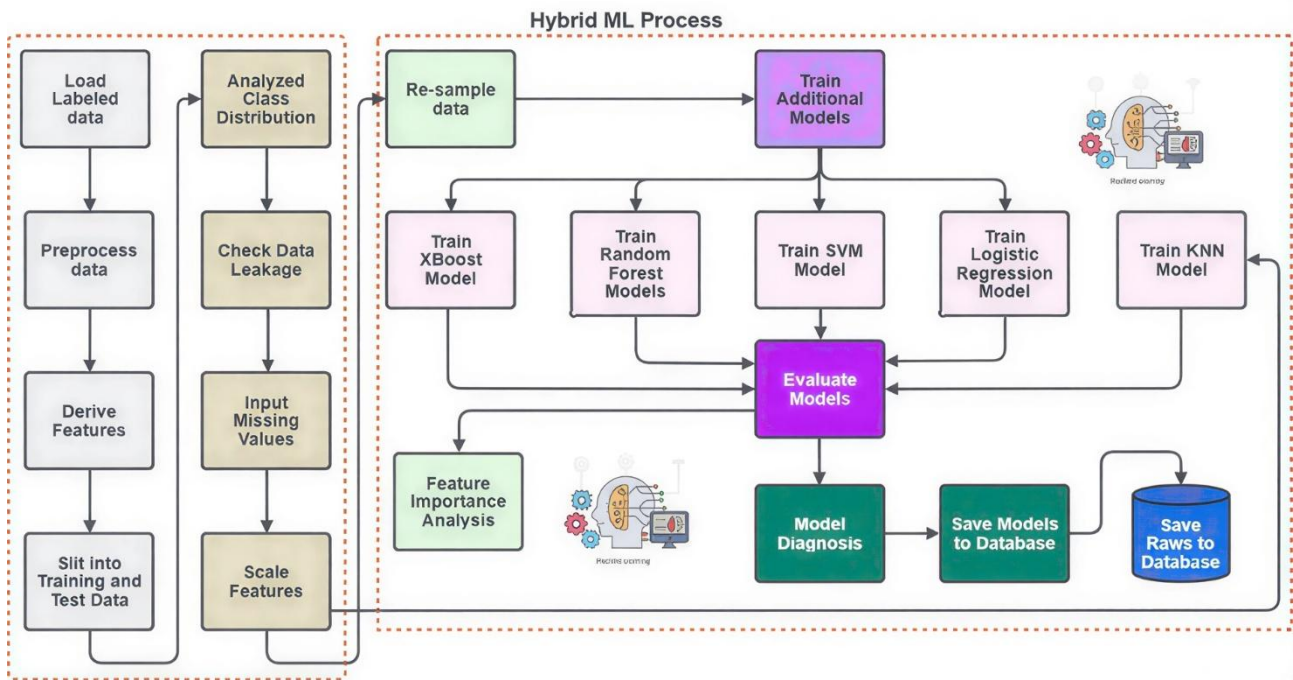 Hybrid ML Process
Load
Labeled
data
Preprocess
data
Derive
Features
Slit into
Training and
Test Data
Analyzed
Class
Distribution
Check Data
Leakage
Input
Missing
Values
Scale
Features
Re-sample
data
Train
Additional
Models
Train
XBoost
Model
Train
Random
Forest
Models
Train SVM
Model
Train
Logistic
Regression
Model
Train KNN
Model
Evaluate
Models
Feature
Importance
Analysis
Model
Diagnosis
Save Models
to Database
Save
Raws to
Database